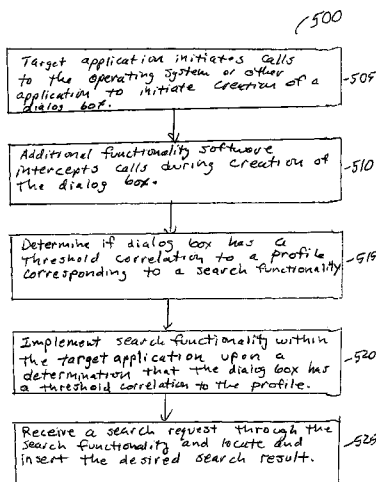 500
Target application initiates calls
to the operating system or other
application to initiate creation of a
dialog box.
505
Additional functionality software
intercepts calls during creation of
the dialog box.
510
Determine if dialog box has a
threshold correlation to a profile
corresponding to a search functionality
515
Implement search functionality within
the target application upon a
determination that the dialog box has
a threshold correlation to the profile.
520
Receive a search request through the
search functionality and locate and
insert the desired search result.
525